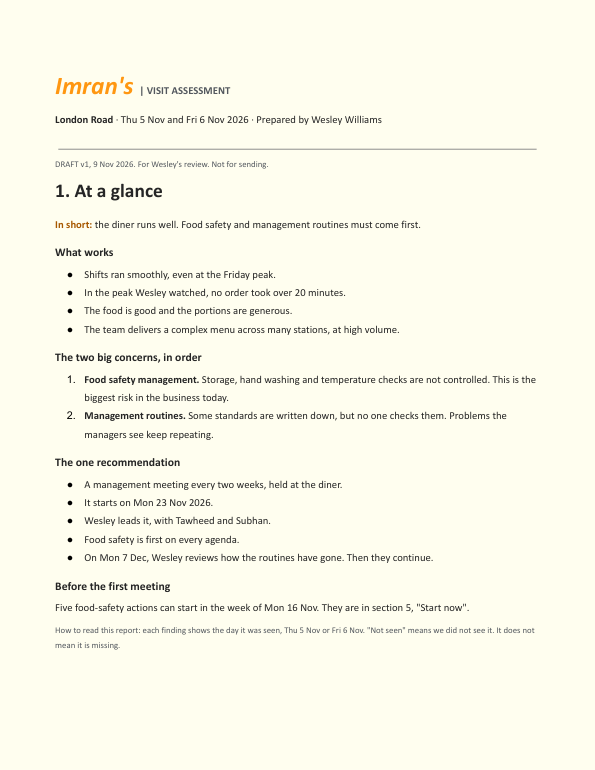 Imran's | VISIT ASSESSMENT
London Road · Thu 5 Nov and Fri 6 Nov 2026 · Prepared by Wesley Williams
DRAFT v1, 9 Nov 2026. For Wesley's review. Not for sending.
1. At a glance
In short: the diner runs well. Food safety and management routines must come first.
What works
● Shifts ran smoothly, even at the Friday peak.
● In the peak Wesley watched, no order took over 20 minutes.
● The food is good and the portions are generous.
● The team delivers a complex menu across many stations, at high volume.
The two big concerns, in order
1. Food safety management. Storage, hand washing and temperature checks are not controlled. This is the
biggest risk in the business today.
2. Management routines. Some standards are written down, but no one checks them. Problems the
managers see keep repeating.
The one recommendation
● A management meeting every two weeks, held at the diner.
● It starts on Mon 23 Nov 2026.
● Wesley leads it, with Tawheed and Subhan.
● Food safety is first on every agenda.
● On Mon 7 Dec, Wesley reviews how the routines have gone. Then they continue.
Before the first meeting
Five food-safety actions can start in the week of Mon 16 Nov. They are in section 5, "Start now".
How to read this report: each finding shows the day it was seen, Thu 5 Nov or Fri 6 Nov. "Not seen" means we did not see it. It does not
mean it is missing.